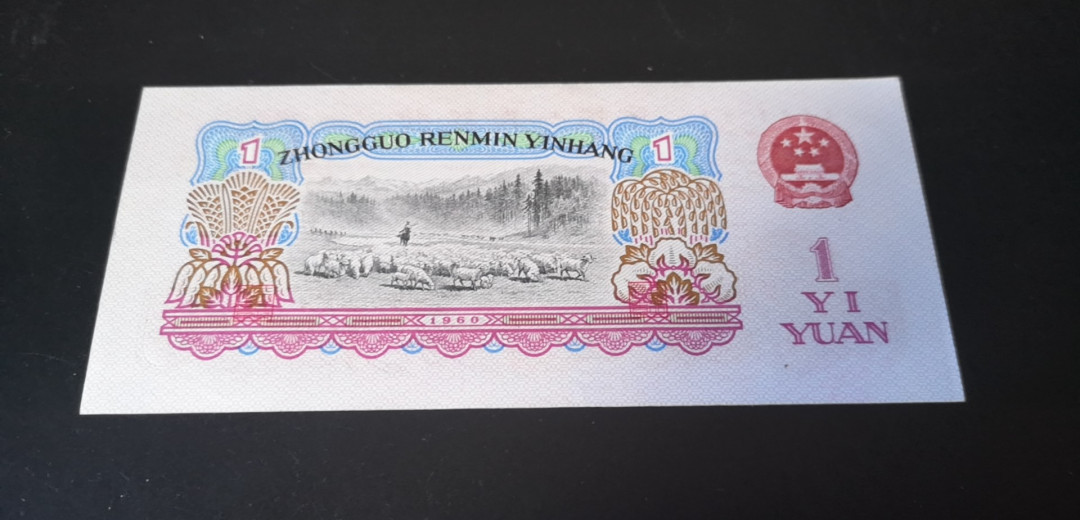 1 ZHONGGUO RENMIN YINHANG 1
1960
1
YI
YUAN